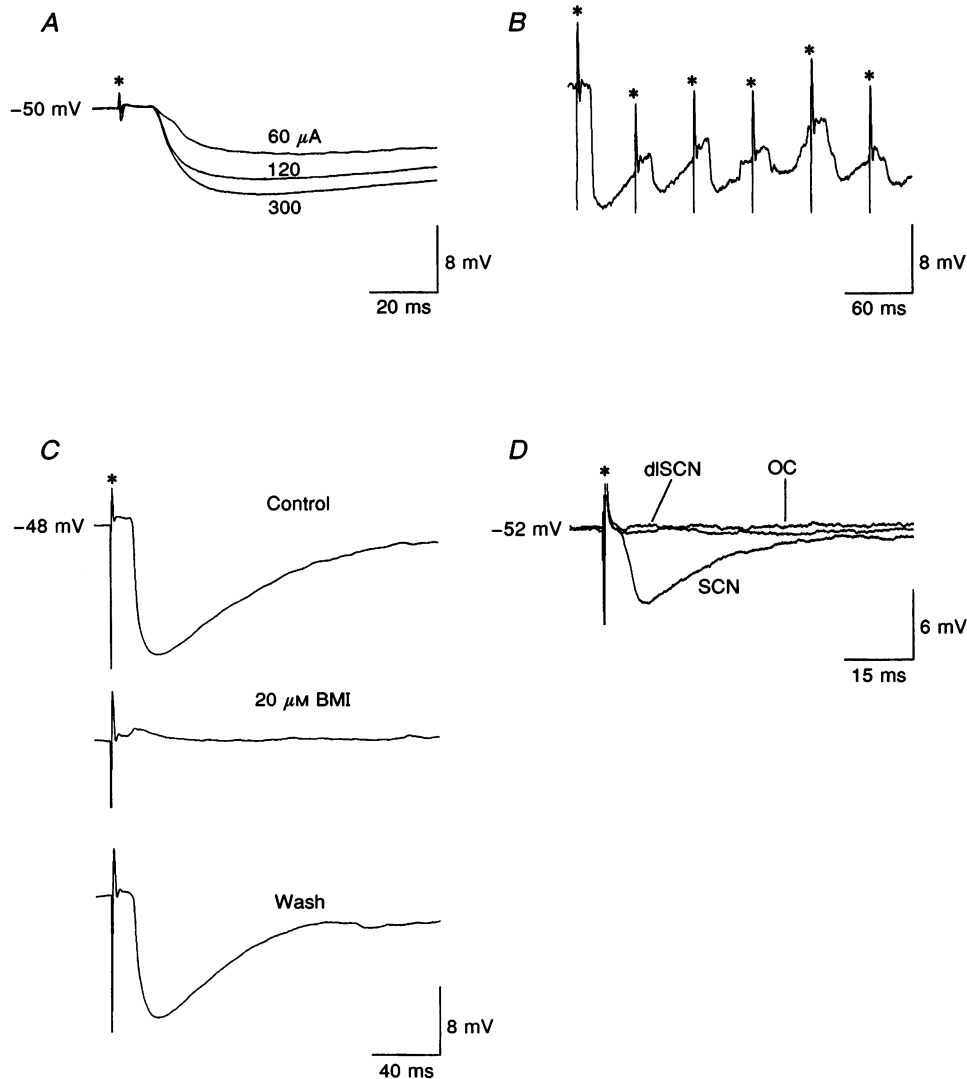 A
*
−50 mV
60 μA
120
300
8 mV
20 ms
B
* * * * * *
8 mV
60 ms
C
*
−48 mV
Control
20 μM BMI
Wash
8 mV
40 ms
D
*
dlSCN
OC
−52 mV
SCN
6 mV
15 ms